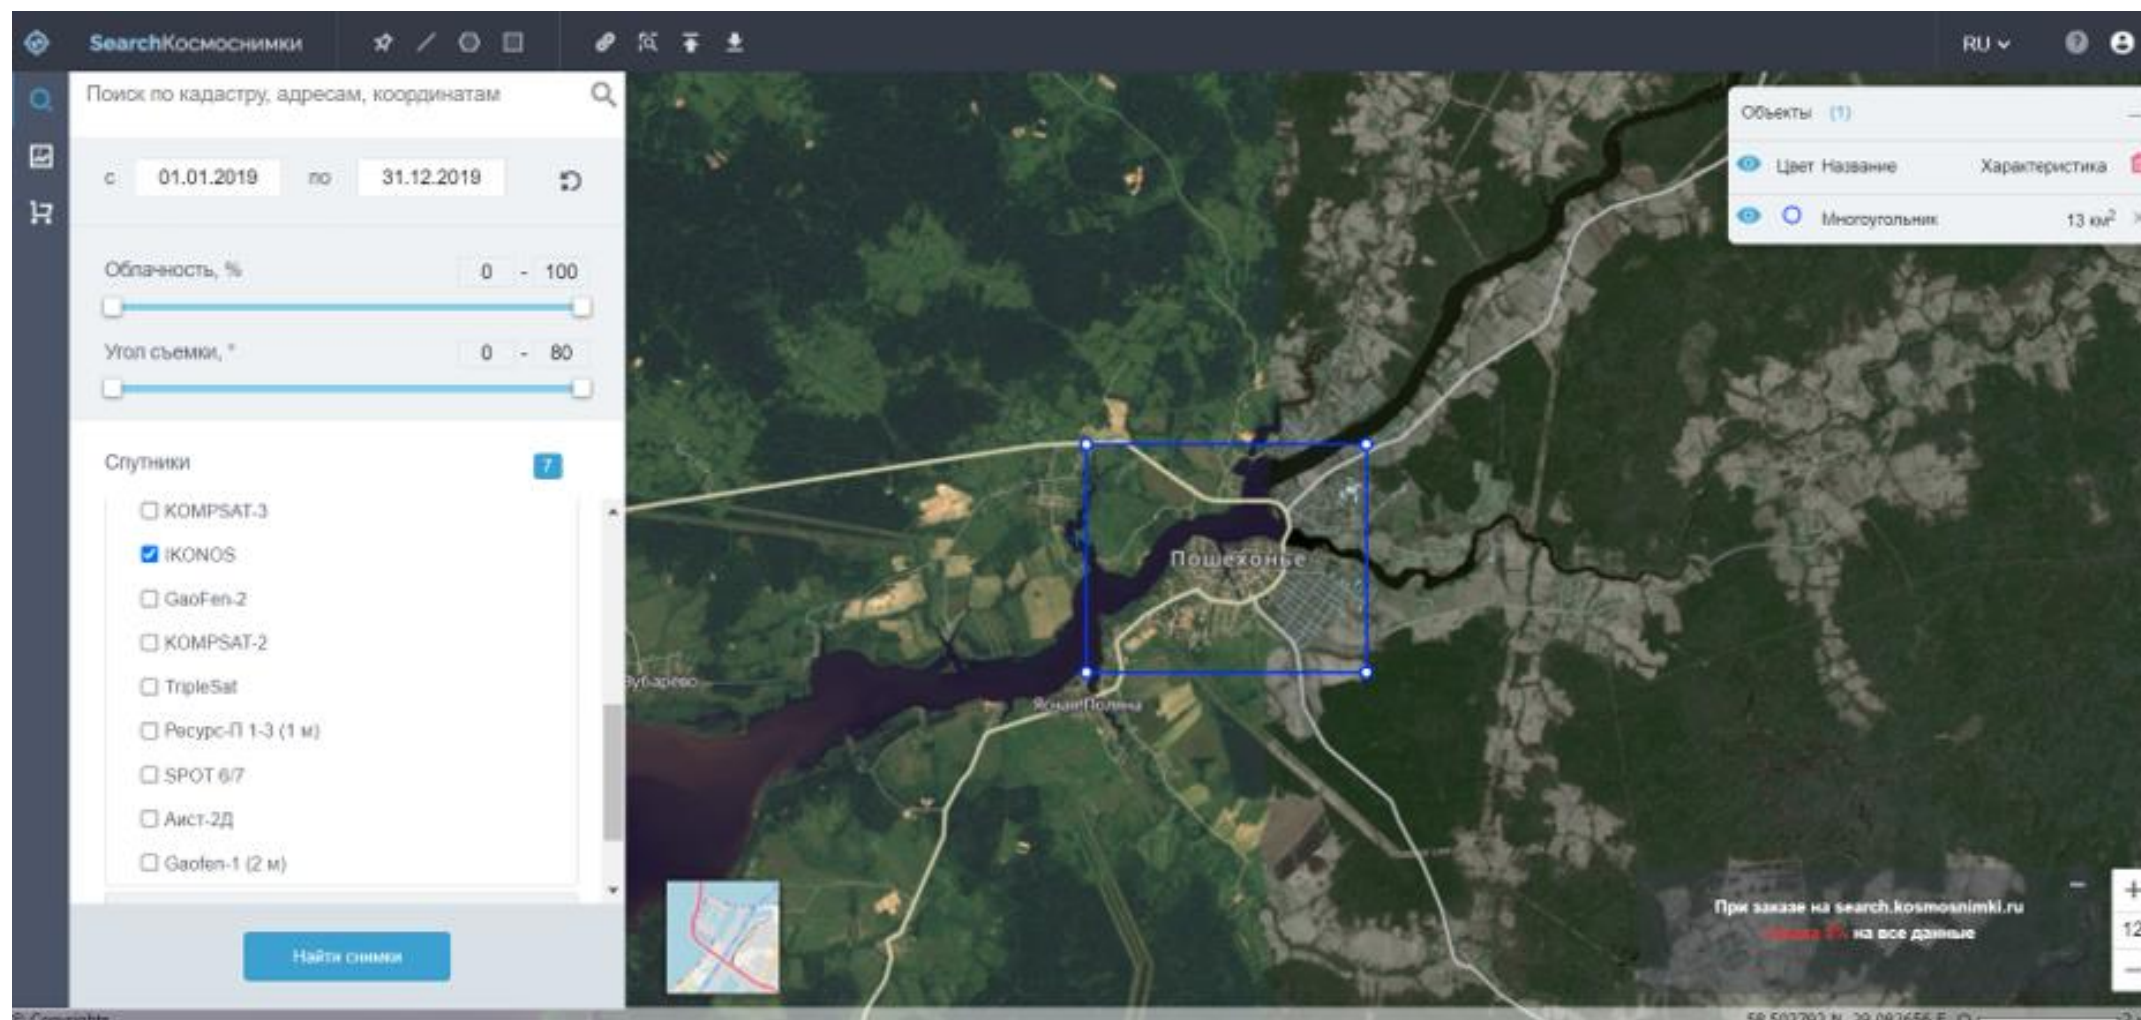 SearchКосмоснимки
RU
Поиск по кадастру, адресам, координатам
с 01.01.2019 по 31.12.2019
Облачность, % 0 - 100
Угол съемки, ° 0 - 80
Спутники 7
KOMPSAT-3
IKONOS
GaoFen-2
KOMPSAT-2
TripleSat
Ресурс-П 1-3 (1 м)
SPOT 6/7
Аист-2Д
Gaofen-1 (2 м)
Найти снимки
Объекты (1)
Цвет Название Характеристика
Многоугольник 13 км²
Пошехонье
Зубарево
Ясная Поляна
При заказе на search.kosmosnimki.ru
на все данные
+
12